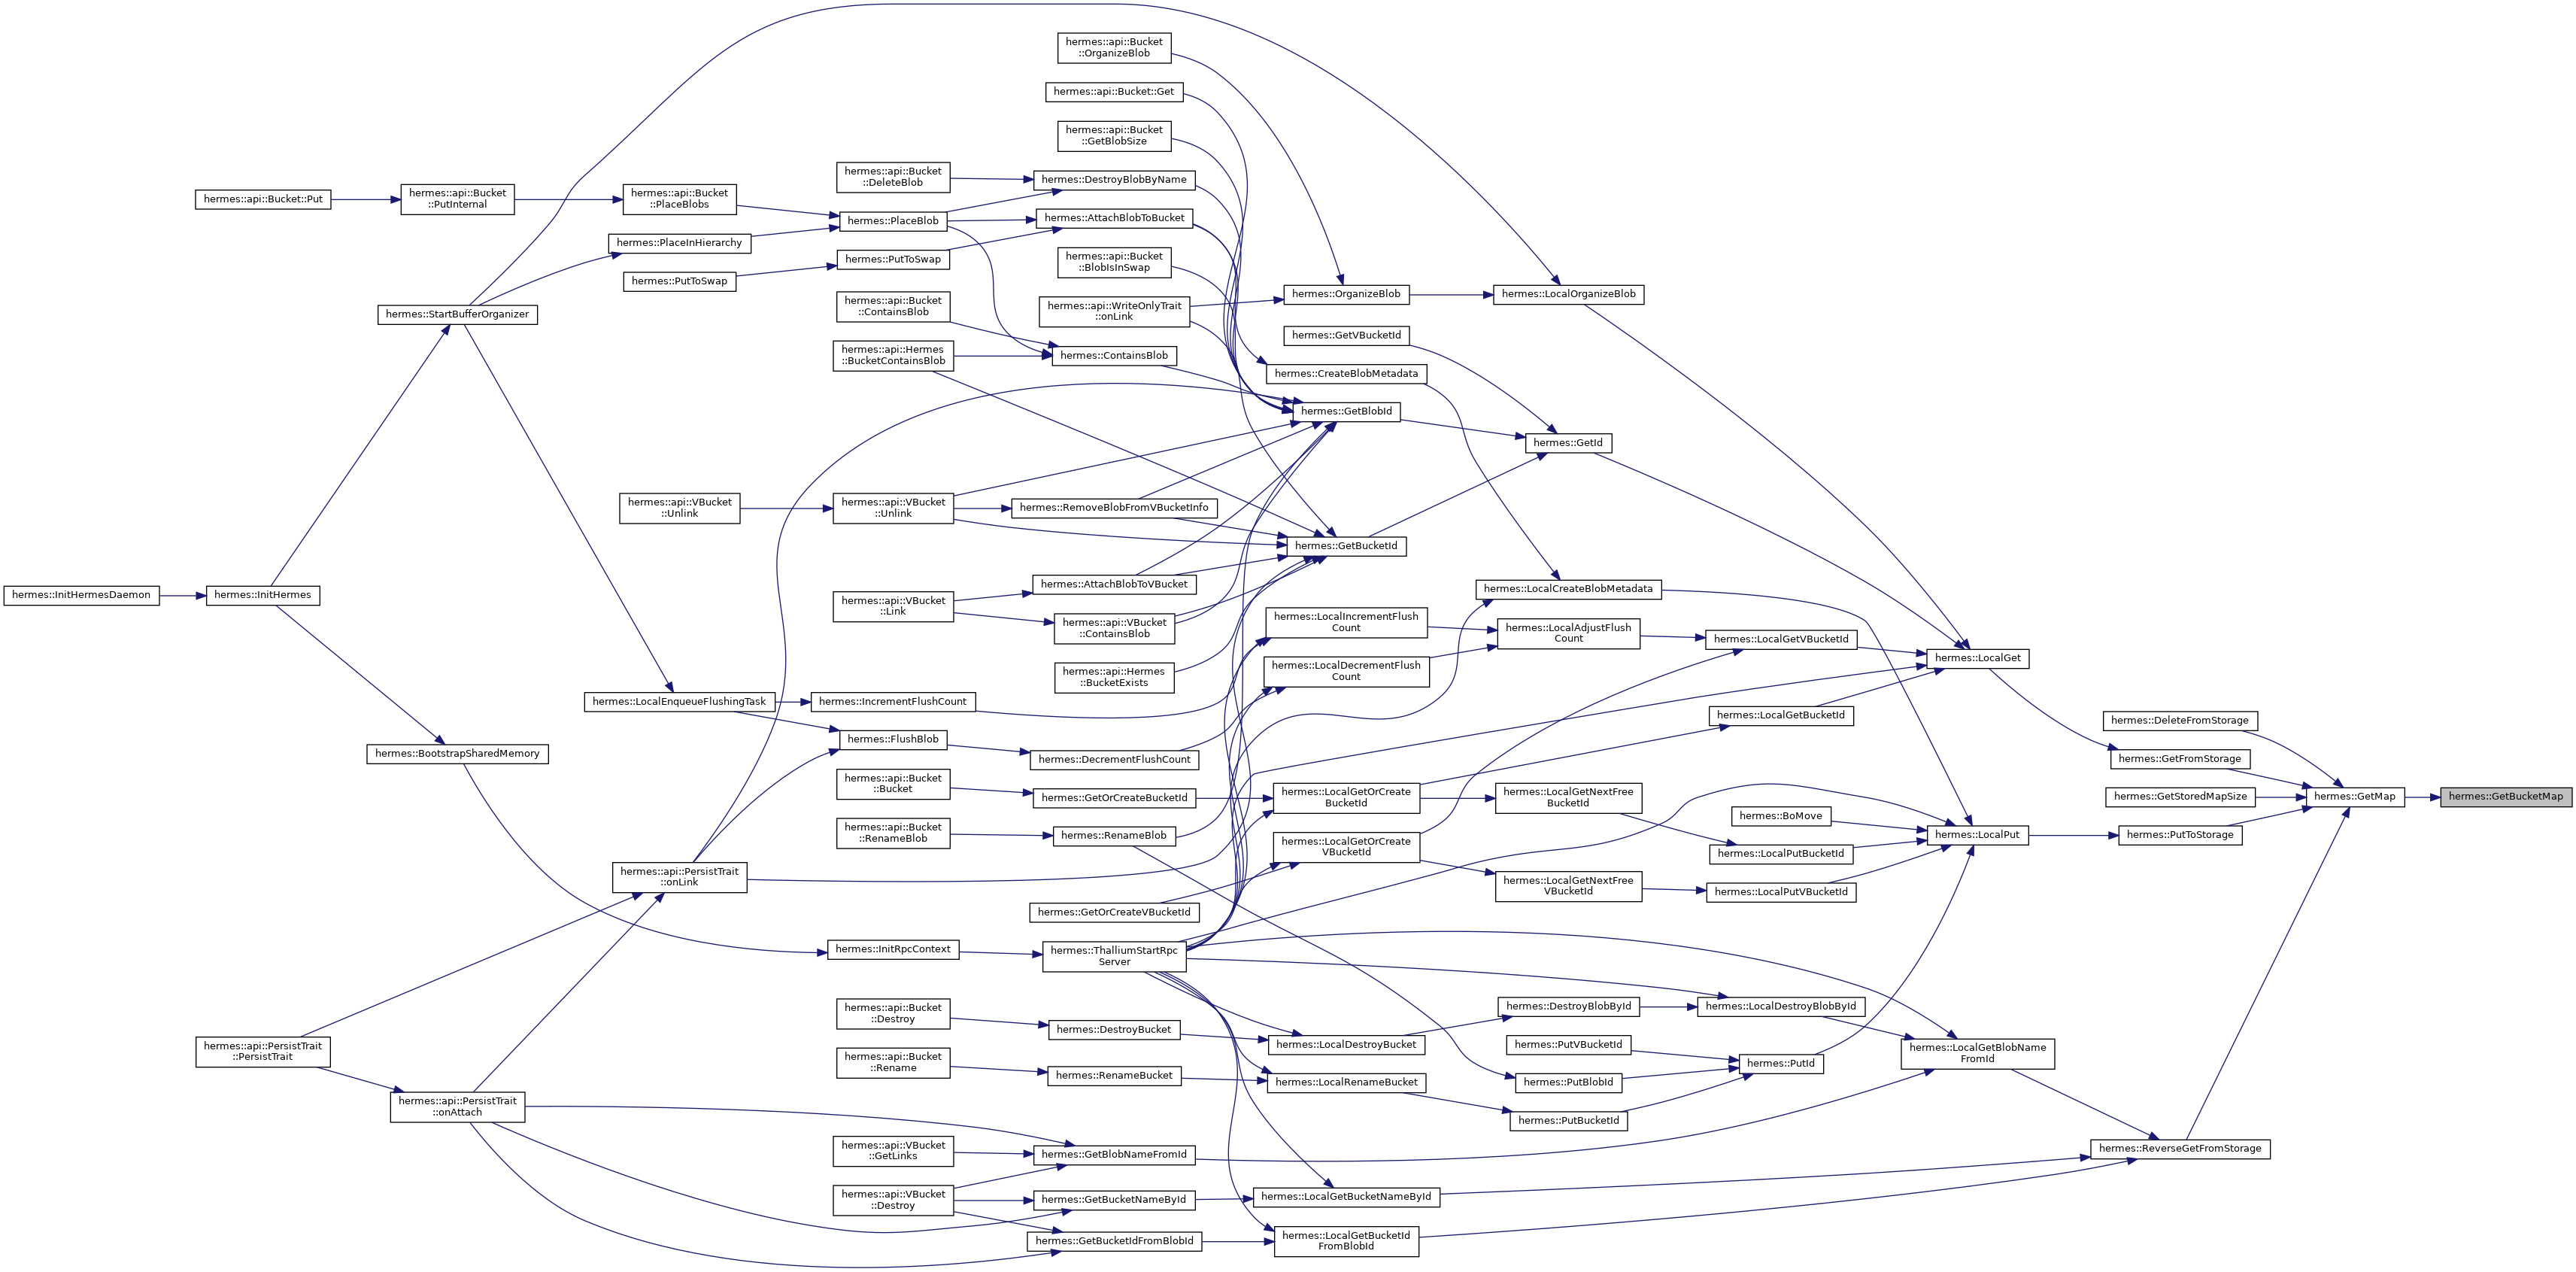 hermes::api::Bucket
::OrganizeBlob
hermes::api::Bucket::Get
hermes::api::Bucket
::GetBlobSize
hermes::api::Bucket
::DeleteBlob
hermes::DestroyBlobByName
hermes::api::Bucket::Put
hermes::api::Bucket
::PutInternal
hermes::api::Bucket
::PlaceBlobs
hermes::PlaceBlob
hermes::AttachBlobToBucket
hermes::PlaceInHierarchy
hermes::PutToSwap
hermes::api::Bucket
::BlobIsInSwap
hermes::PutToSwap
hermes::OrganizeBlob
hermes::LocalOrganizeBlob
hermes::api::Bucket
::ContainsBlob
hermes::api::WriteOnlyTrait
::onLink
hermes::StartBufferOrganizer
hermes::GetVBucketId
hermes::api::Hermes
::BucketContainsBlob
hermes::ContainsBlob
hermes::CreateBlobMetadata
hermes::GetBlobId
hermes::GetId
hermes::api::VBucket
::Unlink
hermes::api::VBucket
::Unlink
hermes::RemoveBlobFromVBucketInfo
hermes::GetBucketId
hermes::AttachBlobToVBucket
hermes::LocalCreateBlobMetadata
hermes::InitHermesDaemon
hermes::InitHermes
hermes::api::VBucket
::Link
hermes::api::VBucket
::ContainsBlob
hermes::LocalIncrementFlush
Count
hermes::LocalAdjustFlush
Count
hermes::LocalGetVBucketId
hermes::LocalGet
hermes::api::Hermes
::BucketExists
hermes::LocalDecrementFlush
Count
hermes::LocalEnqueueFlushingTask
hermes::IncrementFlushCount
hermes::LocalGetBucketId
hermes::DeleteFromStorage
hermes::BootstrapSharedMemory
hermes::FlushBlob
hermes::DecrementFlushCount
hermes::GetFromStorage
hermes::api::Bucket
::Bucket
hermes::GetOrCreateBucketId
hermes::LocalGetOrCreate
BucketId
hermes::LocalGetNextFree
BucketId
hermes::GetStoredMapSize
hermes::GetMap
hermes::GetBucketMap
hermes::BoMove
hermes::api::Bucket
::RenameBlob
hermes::RenameBlob
hermes::LocalGetOrCreate
VBucketId
hermes::LocalPutBucketId
hermes::LocalPut
hermes::PutToStorage
hermes::api::PersistTrait
::onLink
hermes::LocalGetNextFree
VBucketId
hermes::LocalPutVBucketId
hermes::GetOrCreateVBucketId
hermes::InitRpcContext
hermes::ThalliumStartRpc
Server
hermes::api::Bucket
::Destroy
hermes::DestroyBucket
hermes::LocalDestroyBucket
hermes::DestroyBlobById
hermes::LocalDestroyBlobById
hermes::api::PersistTrait
::PersistTrait
hermes::api::Bucket
::Rename
hermes::RenameBucket
hermes::LocalRenameBucket
hermes::PutVBucketId
hermes::PutBlobId
hermes::PutBucketId
hermes::PutId
hermes::LocalGetBlobName
FromId
hermes::api::PersistTrait
::onAttach
hermes::api::VBucket
::GetLinks
hermes::GetBlobNameFromId
hermes::ReverseGetFromStorage
hermes::api::VBucket
::Destroy
hermes::GetBucketNameById
hermes::LocalGetBucketNameById
hermes::GetBucketIdFromBlobId
hermes::LocalGetBucketId
FromBlobId